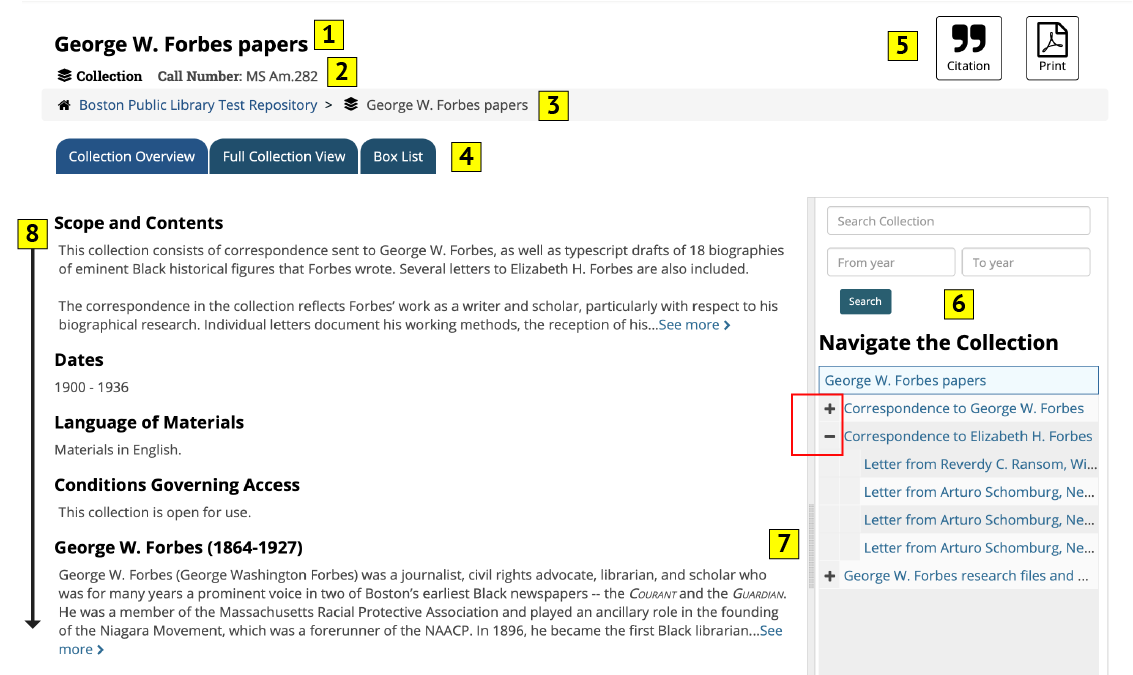 George W. Forbes papers 1
Collection Call Number: MS Am.282 2
Boston Public Library Test Repository > George W. Forbes papers 3
5
Citation
Print
Collection Overview Full Collection View Box List 4
8
Scope and Contents
This collection consists of correspondence sent to George W. Forbes, as well as typescript drafts of 18 biographies
of eminent Black historical figures that Forbes wrote. Several letters to Elizabeth H. Forbes are also included.
The correspondence in the collection reflects Forbes’ work as a writer and scholar, particularly with respect to his
biographical research. Individual letters document his working methods, the reception of his...See more
Dates
1900 - 1936
Language of Materials
Materials in English.
Conditions Governing Access
This collection is open for use.
George W. Forbes (1864-1927)
George W. Forbes (George Washington Forbes) was a journalist, civil rights advocate, librarian, and scholar who
was for many years a prominent voice in two of Boston’s earliest Black newspapers -- the Courant and the Guardian.
He was a member of the Massachusetts Racial Protective Association and played an ancillary role in the founding
of the Niagara Movement, which was a forerunner of the NAACP. In 1896, he became the first Black librarian...See
more
7
Search Collection
From year To year
Search
6
Navigate the Collection
George W. Forbes papers
+ Correspondence to George W. Forbes
− Correspondence to Elizabeth H. Forbes
Letter from Reverdy C. Ransom, Wi...
Letter from Arturo Schomburg, Ne...
Letter from Arturo Schomburg, Ne...
Letter from Arturo Schomburg, Ne...
+ George W. Forbes research files and ...